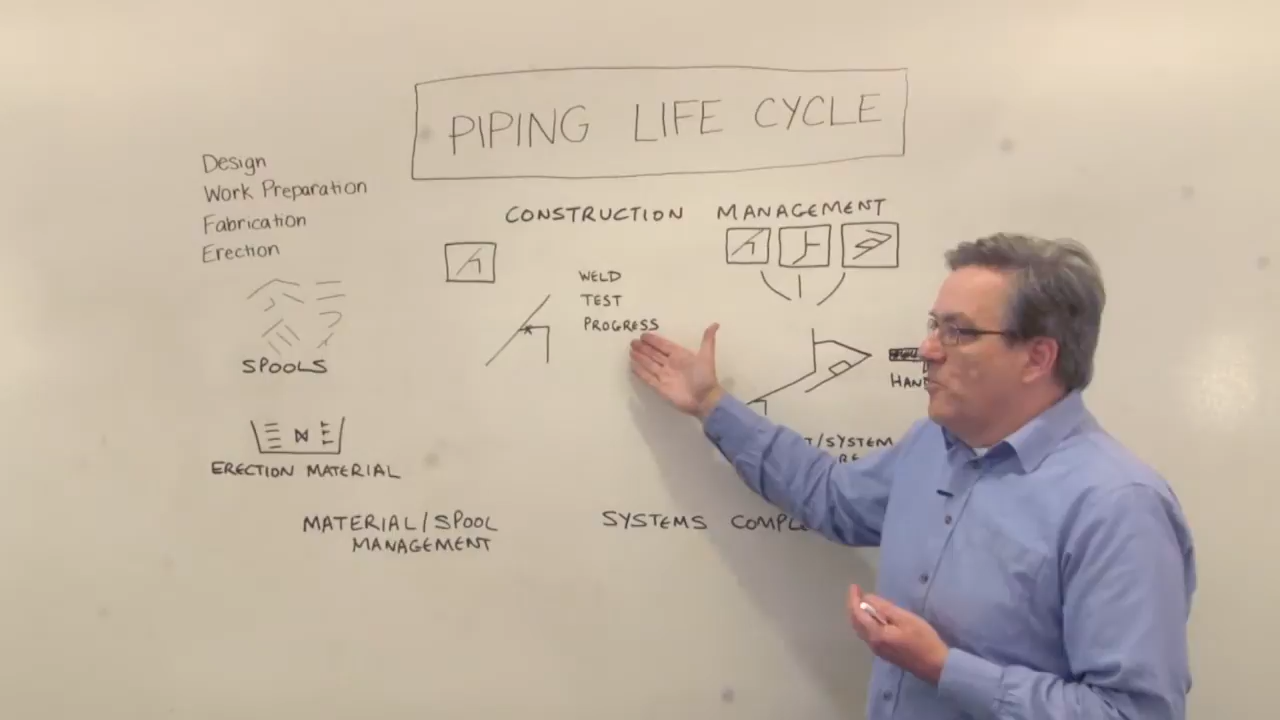 PIPING LIFE CYCLE
Design
Work Preparation
Fabrication
Erection
CONSTRUCTION MANAGEMENT
WELD
TEST
PROGRESS
SPOOLS
ERECTION MATERIAL
MATERIAL/SPOOL
MANAGEMENT
/SYSTEM
SYSTEMS